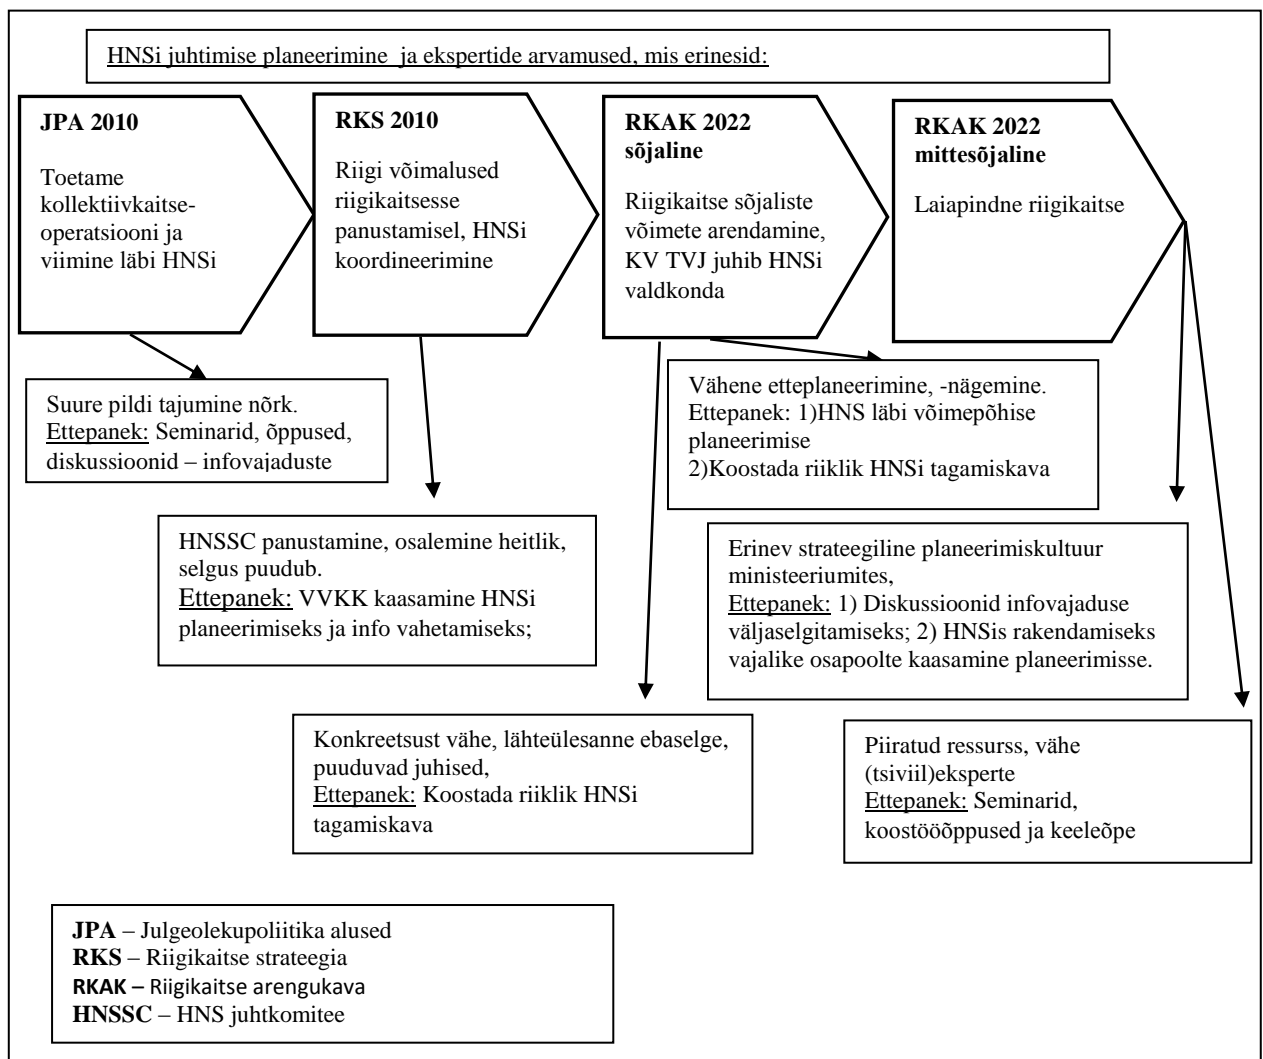 HNSi juhtimise planeerimine ja ekspertide arvamused, mis erinesid:
JPA 2010
Toetame
kollektiivkaitse-
operatsiooni ja
viimine läbi HNSi
RKS 2010
Riigi võimalused
riigikaitsesse
panustamisel, HNSi
koordineerimine
RKAK 2022
sõjaline
Riigikaitse sõjaliste
võimete arendamine,
KV TVJ juhib HNSi
valdkonda
RKAK 2022
mittesõjaline
Laiapindne riigikaitse
Suure pildi tajumine nõrk.
Ettepanek: Seminarid, õppused,
diskussioonid – infovajaduste
Vähene etteplaneerimine, -nägemine.
Ettepanek: 1)HNS läbi võimepõhise
planeerimise
2)Koostada riiklik HNSi tagamiskava
HNSSC panustamine, osalemine heitlik,
selgus puudub.
Ettepanek: VVKK kaasamine HNSi
planeerimiseks ja info vahetamiseks;
Erinev strateegiline planeerimiskultuur
ministeeriumites,
Ettepanek: 1) Diskussioonid infovajaduse
väljaselgitamiseks; 2) HNSis rakendamiseks
vajalike osapoolte kaasamine planeerimisse.
Konkreetsust vähe, lähteülesanne ebaselge,
puuduvad juhised,
Ettepanek: Koostada riiklik HNSi
tagamiskava
Piiratud ressurss, vähe
(tsiviil)eksperte
Ettepanek: Seminarid,
koostööõppused ja keeleõpe
JPA – Julgeolekupoliitika alused
RKS – Riigikaitse strateegia
RKAK – Riigikaitse arengukava
HNSSC – HNS juhtkomitee